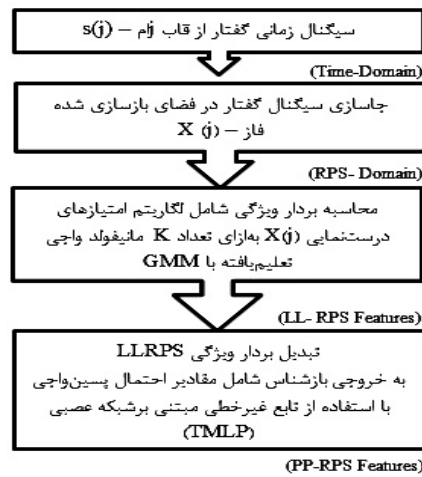 سیگنال زمانی گفتار از قاب jام – s(j)
(Time-Domain)
جاسازی سیگنال گفتار در فضای بازسازی شده
فاز – X (j)
(RPS- Domain)
محاسبه بردار ویژگی شامل لگاریتم امتیازهای
درست‌نمایی X(j) به‌ازای تعداد K مانیفولد واجی
تعلیم‌یافته با GMM
(LL- RPS Features)
تبدیل بردار ویژگی LLRPS
به خروجی بازشناس شامل مقادیر احتمال پسین‌واجی
با استفاده از تابع غیرخطی مبتنی برشبکه عصبی
(TMLP)
(PP-RPS Features)